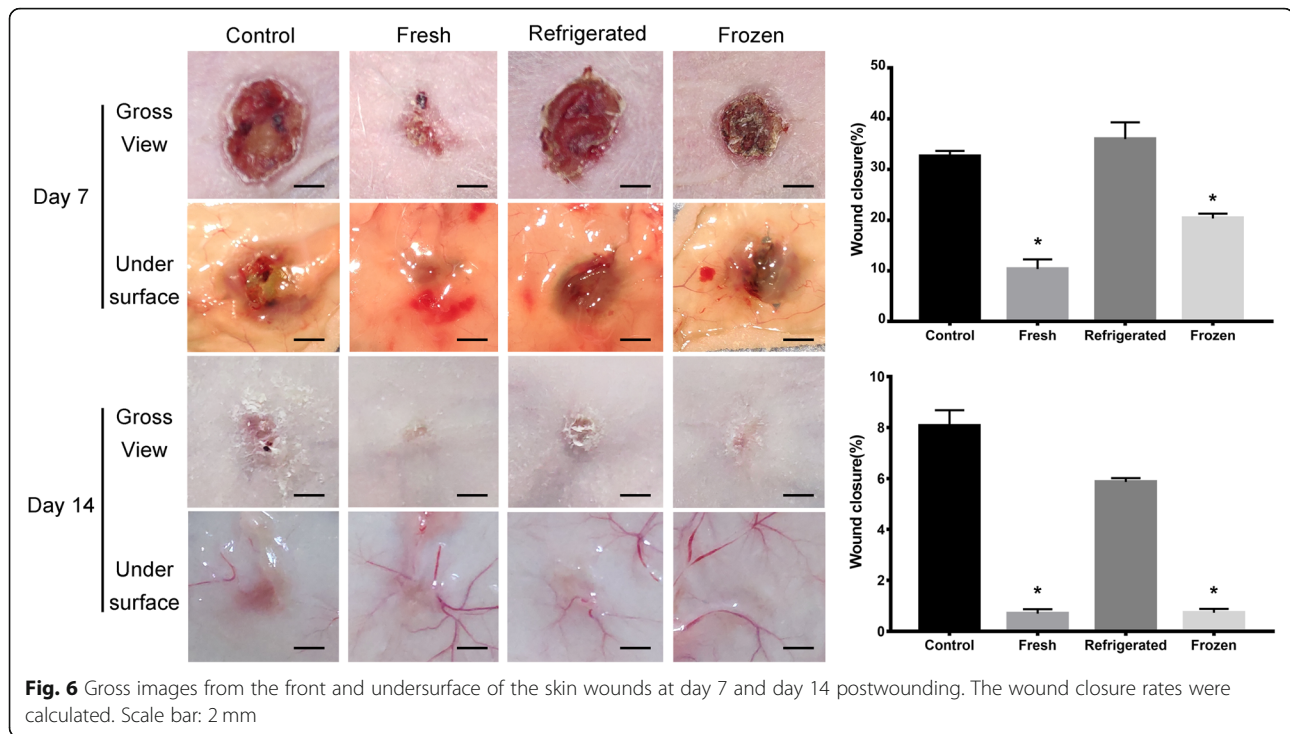 Control Fresh Refrigerated Frozen
Day 7
Gross
View
Under
surface
Day 14
Gross
View
Under
surface
Wound closure(%)
50
40
30
20
10
0
*
*
Control Fresh Refrigerated Frozen
Wound closure(%)
10
8
6
4
2
0
*
*
Control Fresh Refrigerated Frozen
Fig. 6 Gross images from the front and undersurface of the skin wounds at day 7 and day 14 postwounding. The wound closure rates were
calculated. Scale bar: 2 mm